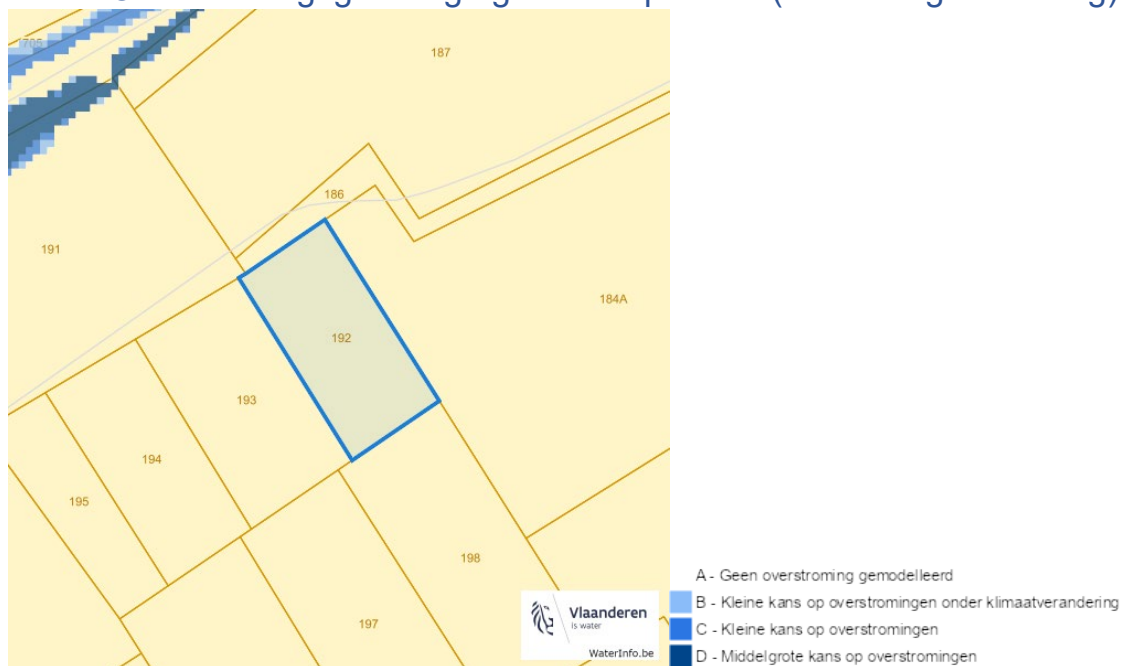 187
186
191
184A
192
193
194
195
198
197
Vlaanderen
is water
WaterInfo.be
A - Geen overstroming gemodelleerd
B - Kleine kans op overstromingen onder klimaatverandering
C - Kleine kans op overstromingen
D - Middelgrote kans op overstromingen